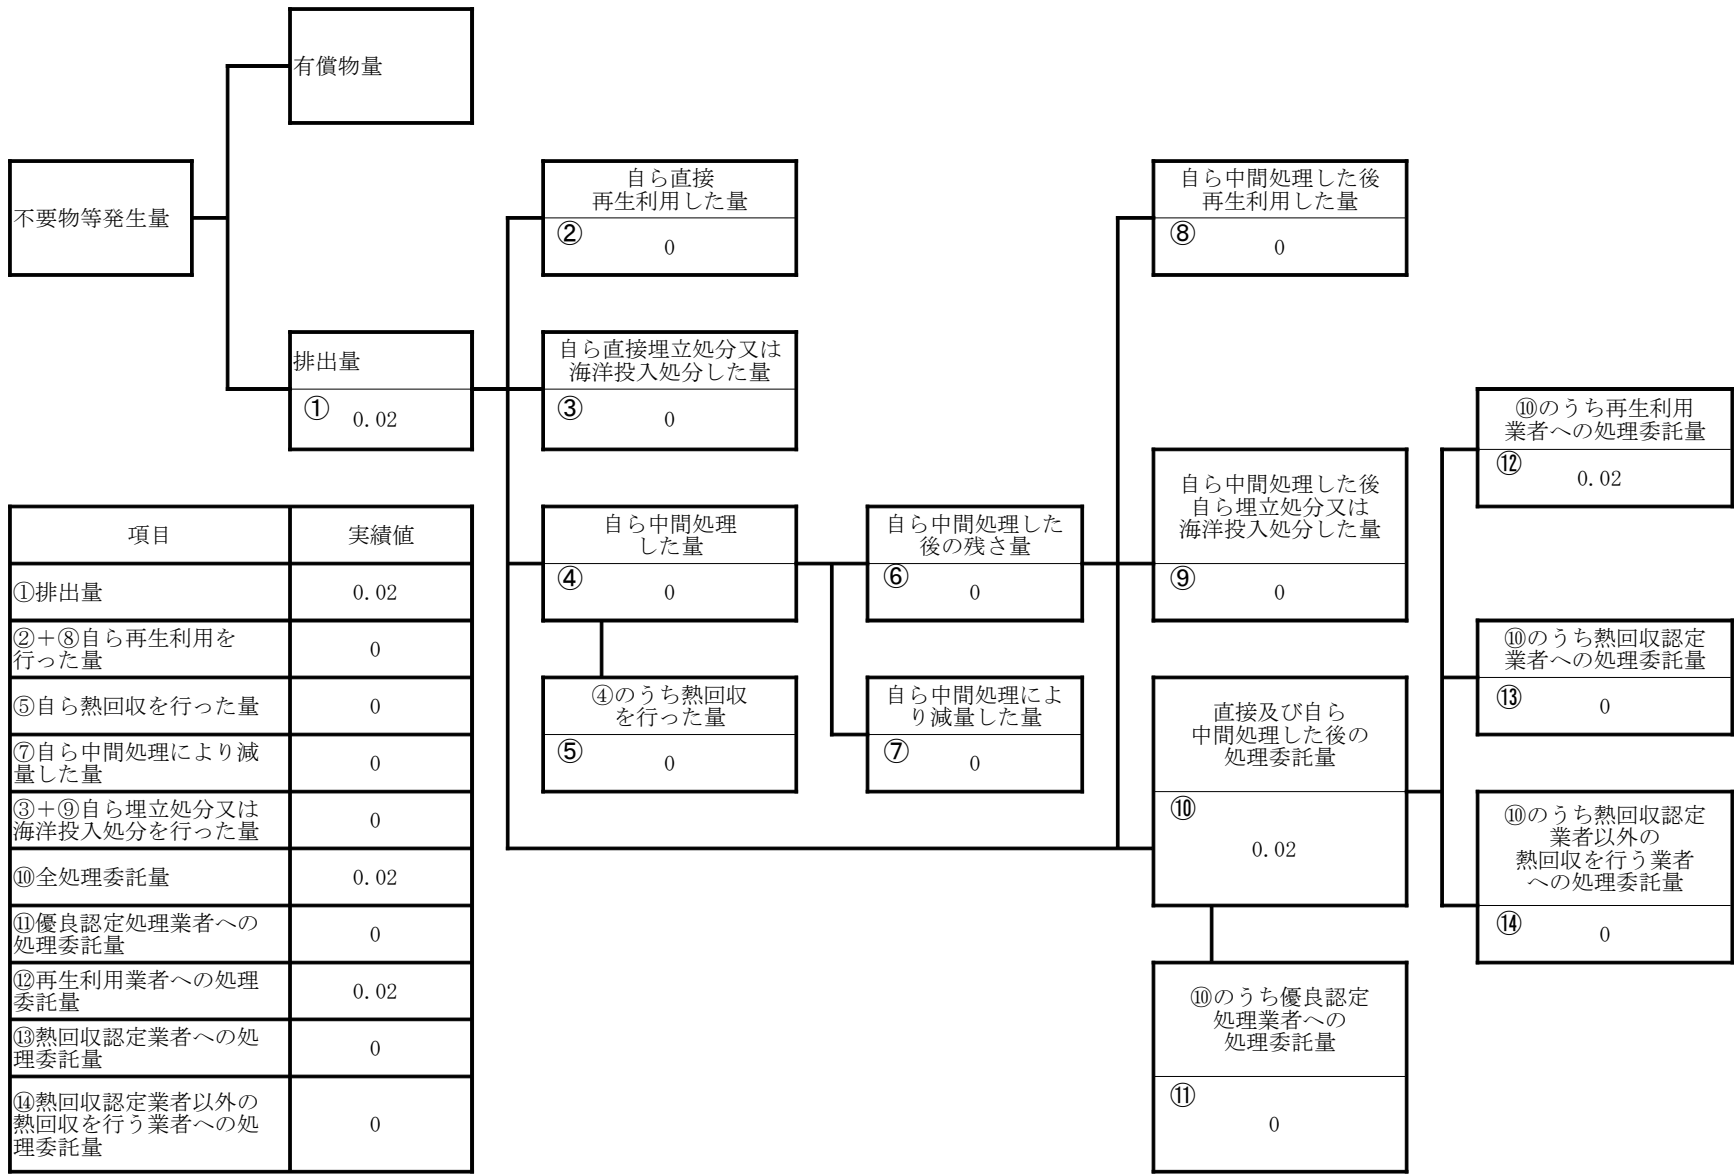 有償物量
不要物等発生量
自ら直接
再生利用した量
②
0
自ら中間処理した後
再生利用した量
⑧
0
排出量
①
0.02
自ら直接埋立処分又は
海洋投入処分した量
③
0
⑩のうち再生利用
業者への処理委託量
⑫
0.02
自ら中間処理した後
自ら埋立処分又は
海洋投入処分した量
⑨
0
自ら中間処理
した量
④
0
自ら中間処理した
後の残さ量
⑥
0
⑩のうち熱回収認定
業者への処理委託量
⑬
0
④のうち熱回収
を行った量
⑤
0
自ら中間処理によ
り減量した量
⑦
0
直接及び自ら
中間処理した後の
処理委託量
⑩
0.02
⑩のうち熱回収認定
業者以外の
熱回収を行う業者
への処理委託量
⑭
0
⑩のうち優良認定
処理業者への
処理委託量
⑪
0
項目 実績値
①排出量 0.02
②+⑧自ら再生利用を
行った量 0
⑤自ら熱回収を行った量 0
⑦自ら中間処理により減
量した量 0
③+⑨自ら埋立処分又は
海洋投入処分を行った量 0
⑩全処理委託量 0.02
⑪優良認定処理業者への
処理委託量 0
⑫再生利用業者への処理
委託量 0.02
⑬熱回収認定業者への処
理委託量 0
⑭熱回収認定業者以外の
熱回収を行う業者への処
理委託量 0